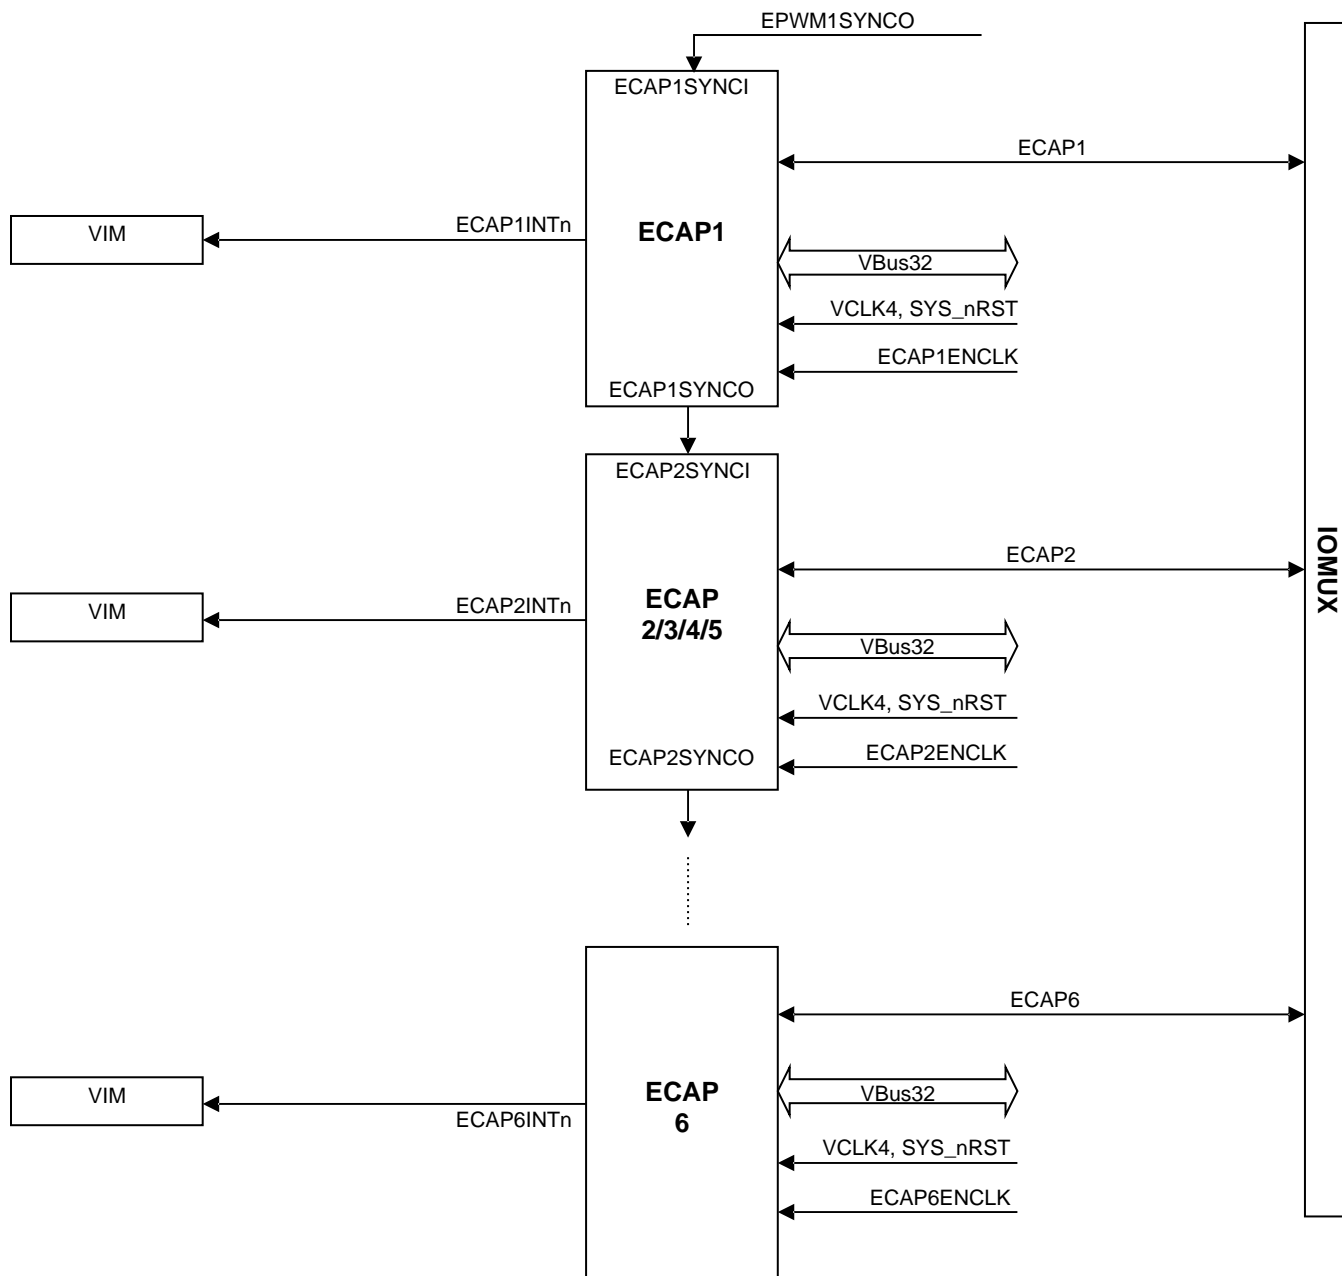 EPWM1SYNCO
ECAP1SYNCI
ECAP1
VIM
ECAP1INTn
ECAP1
VBus32
VCLK4, SYS_nRST
ECAP1ENCLK
ECAP1SYNCO
ECAP2SYNCI
ECAP2
IOMUX
VIM
ECAP2INTn
ECAP
2/3/4/5
VBus32
VCLK4, SYS_nRST
ECAP2ENCLK
ECAP2SYNCO
ECAP6
VIM
ECAP6INTn
ECAP
6
VBus32
VCLK4, SYS_nRST
ECAP6ENCLK